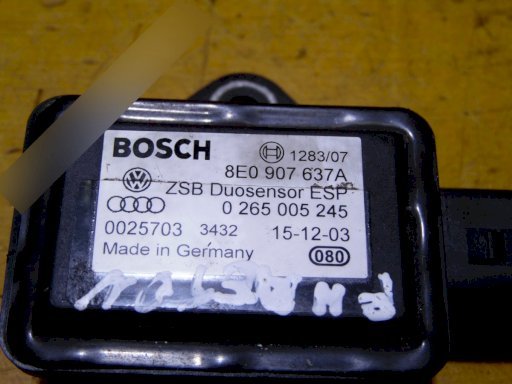 BOSCH
1283/07
8E0 907 637A
ZSB Duosensor ESP
0 265 005 245
0025703 3432 15-12-03
Made in Germany
080